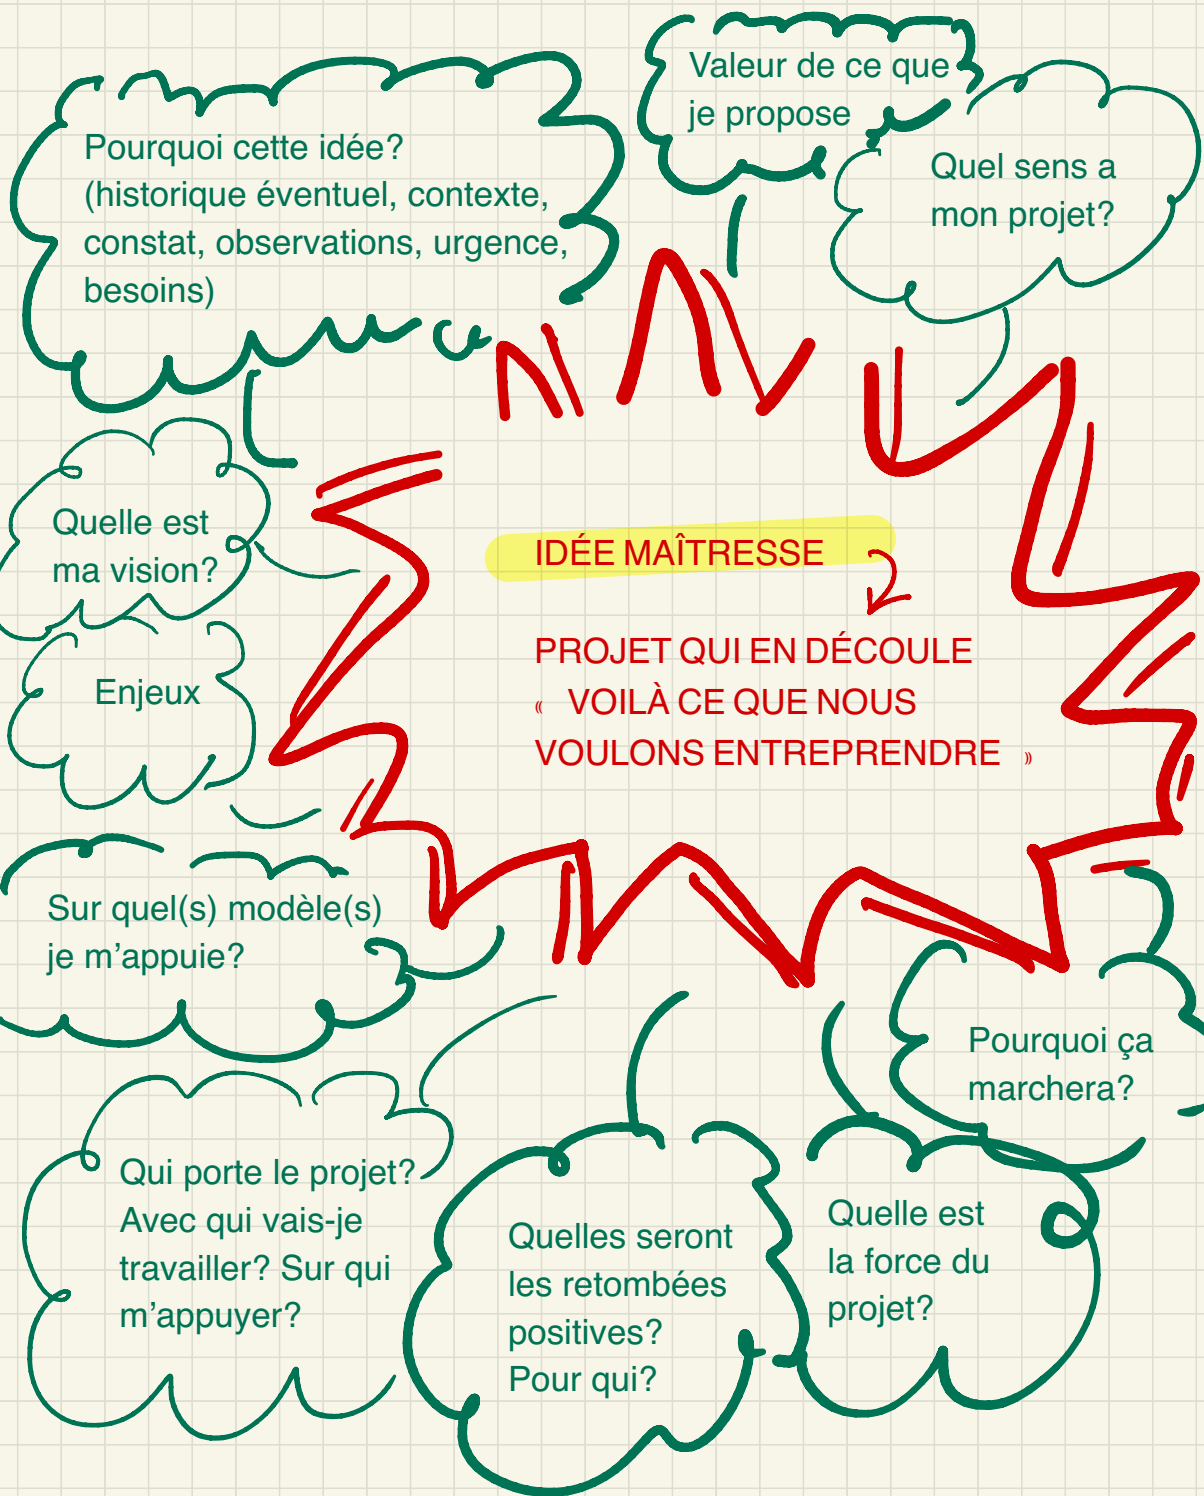 Valeur de ce que
je propose
Pourquoi cette idée?
(historique éventuel, contexte,
constat, observations, urgence,
besoins)
Quel sens a
mon projet?
Quelle est
ma vision?
IDÉE MAÎTRESSE
PROJET QUI EN DÉCOULE
« VOILÀ CE QUE NOUS
VOULONS ENTREPRENDRE »
Enjeux
Sur quel(s) modèle(s)
je m’appuie?
Pourquoi ça
marchera?
Qui porte le projet?
Avec qui vais-je
travailler? Sur qui
m’appuyer?
Quelles seront
les retombées
positives?
Pour qui?
Quelle est
la force du
projet?